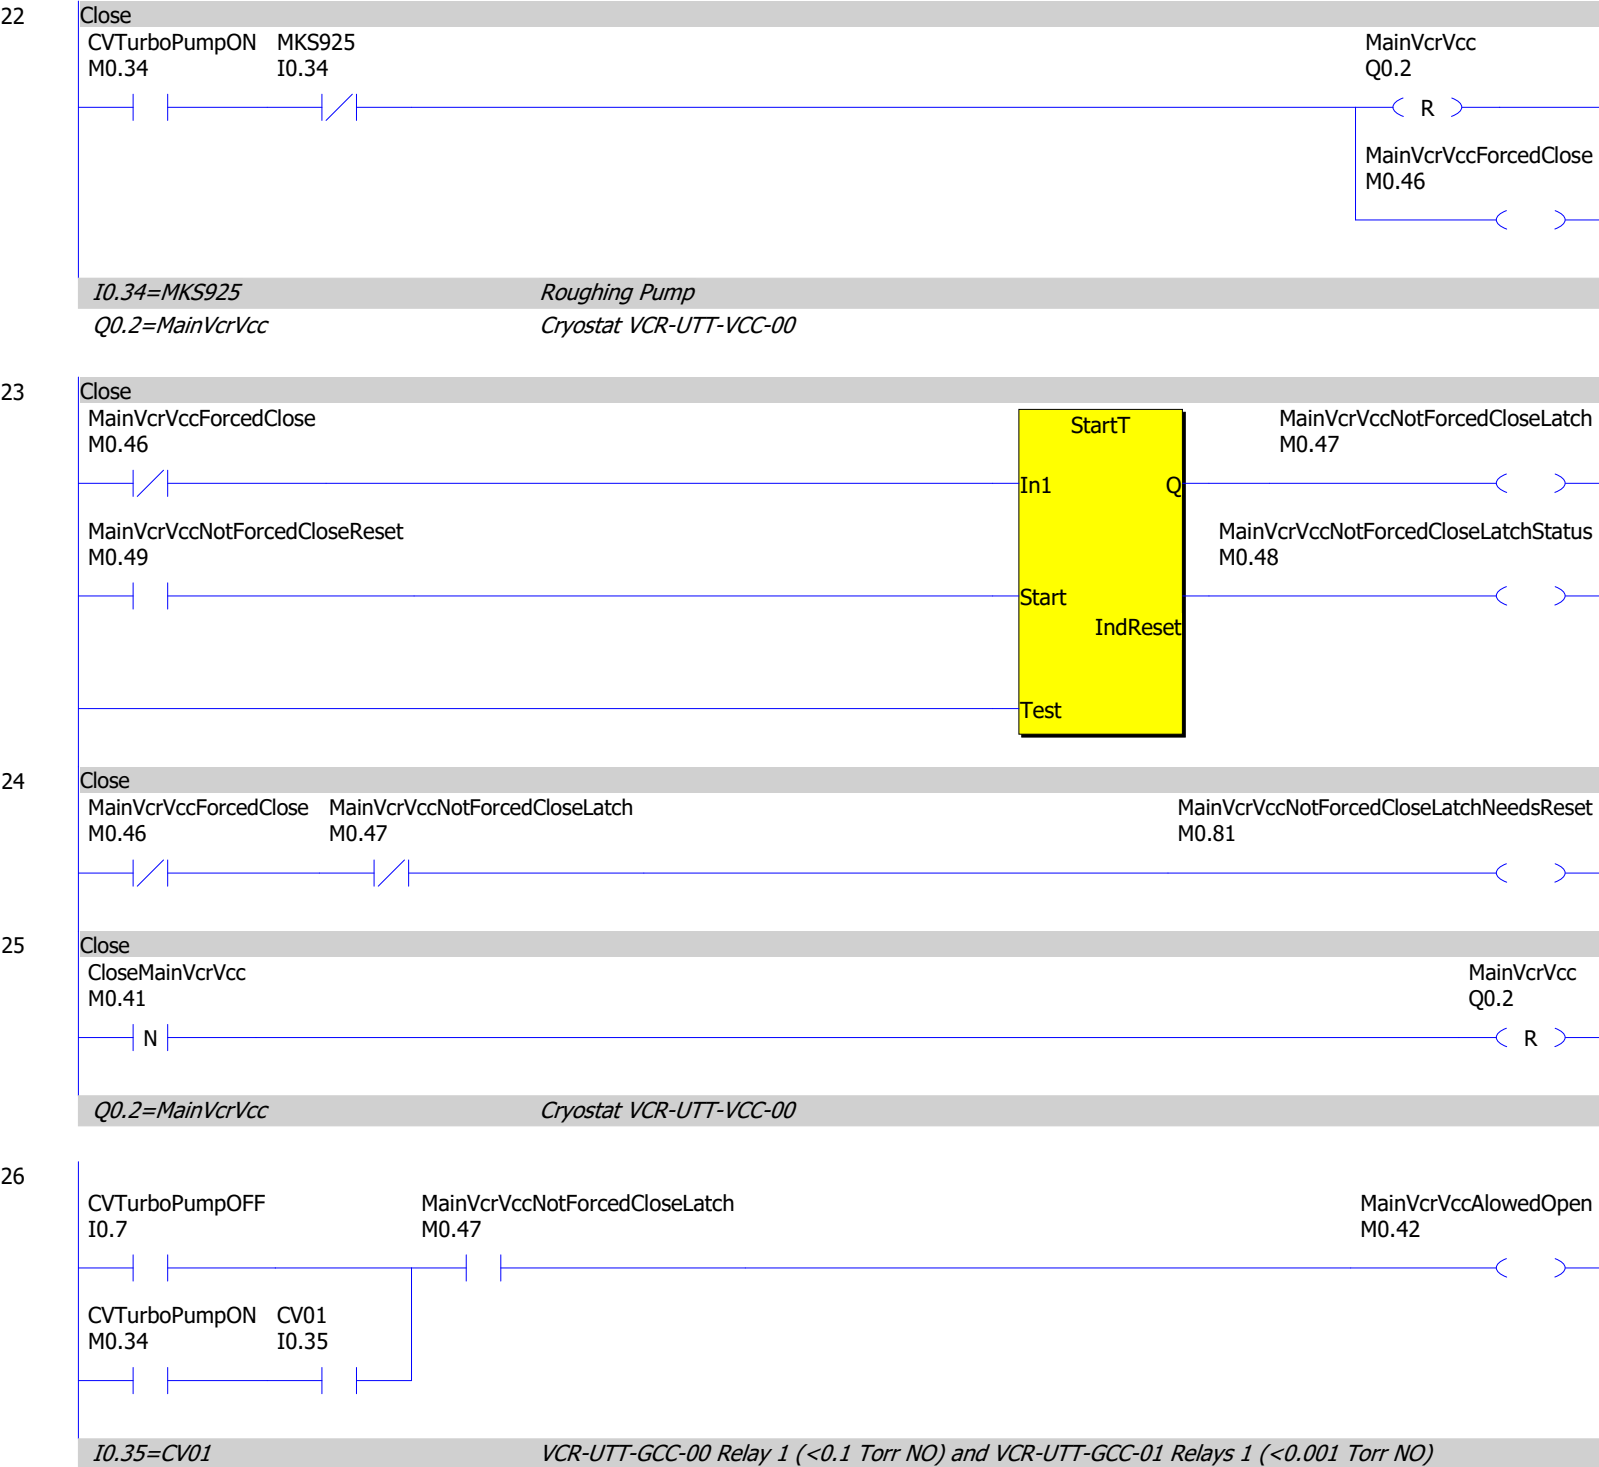 22 Close
CVTurboPumpON MKS925 MainVcrVcc
M0.34 I0.34 Q0.2
R
MainVcrVccForcedClose
M0.46
I0.34=MKS925 Roughing Pump
Q0.2=MainVcrVcc Cryostat VCR-UTT-VCC-00
23 Close
MainVcrVccForcedClose StartT MainVcrVccNotForcedCloseLatch
M0.46 M0.47
In1 Q
MainVcrVccNotForcedCloseReset MainVcrVccNotForcedCloseLatchStatus
M0.49 M0.48
Start
IndReset
Test
24 Close
MainVcrVccForcedClose MainVcrVccNotForcedCloseLatch MainVcrVccNotForcedCloseLatchNeedsReset
M0.46 M0.47 M0.81
25 Close
CloseMainVcrVcc MainVcrVcc
M0.41 Q0.2
N R
Q0.2=MainVcrVcc Cryostat VCR-UTT-VCC-00
26
CVTurboPumpOFF MainVcrVccNotForcedCloseLatch MainVcrVccAlowedOpen
I0.7 M0.47 M0.42
CVTurboPumpON CV01
M0.34 I0.35
I0.35=CV01 VCR-UTT-GCC-00 Relay 1 (<0.1 Torr NO) and VCR-UTT-GCC-01 Relays 1 (<0.001 Torr NO)